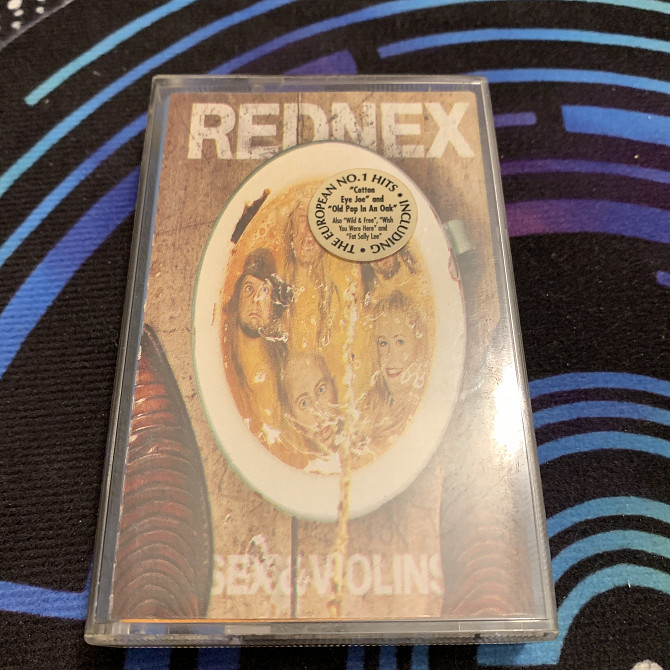 REDNEX
• THE EUROPEAN NO.1 HITS • INCLUDING
"Cotton
Eye Joe" and
"Old Pop In An Oak"
Also "Wild & Free", "Wish
You Were Here" and
"Fat Sally Lee"
SEX & VIOLINS